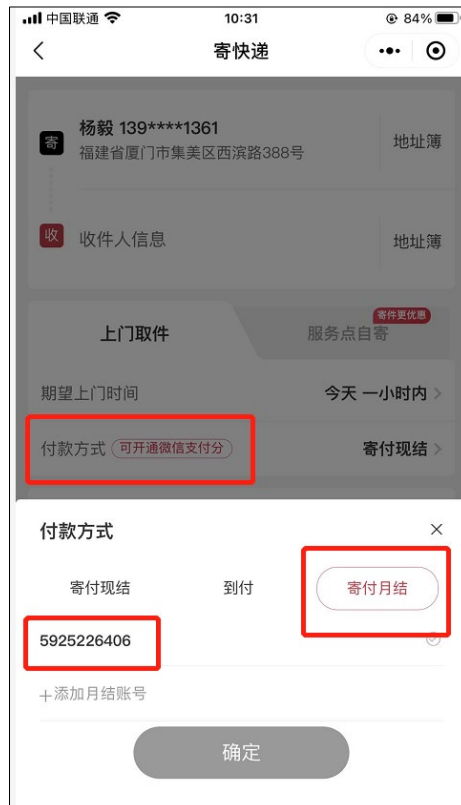 中国联通 10:31 84%
寄快递
寄 杨毅 139****1361
福建省厦门市集美区西滨路388号 地址簿
收 收件人信息 地址簿
寄件更优惠
上门取件 服务点自寄
期望上门时间 今天 一小时内 >
付款方式 可开通微信支付分 寄付现结 >
付款方式 ×
寄付现结 到付 寄付月结
5925226406
+添加月结账号
确定